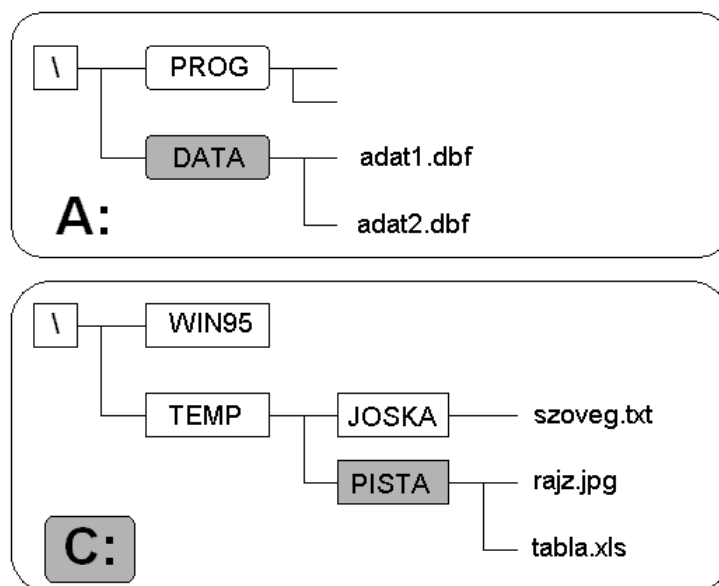 \ PROG
DATA adat1.dbf
A:
adat2.dbf
\ WIN95
TEMP JOSKA szoveg.txt
PISTA rajz.jpg
C:
tabla.xls